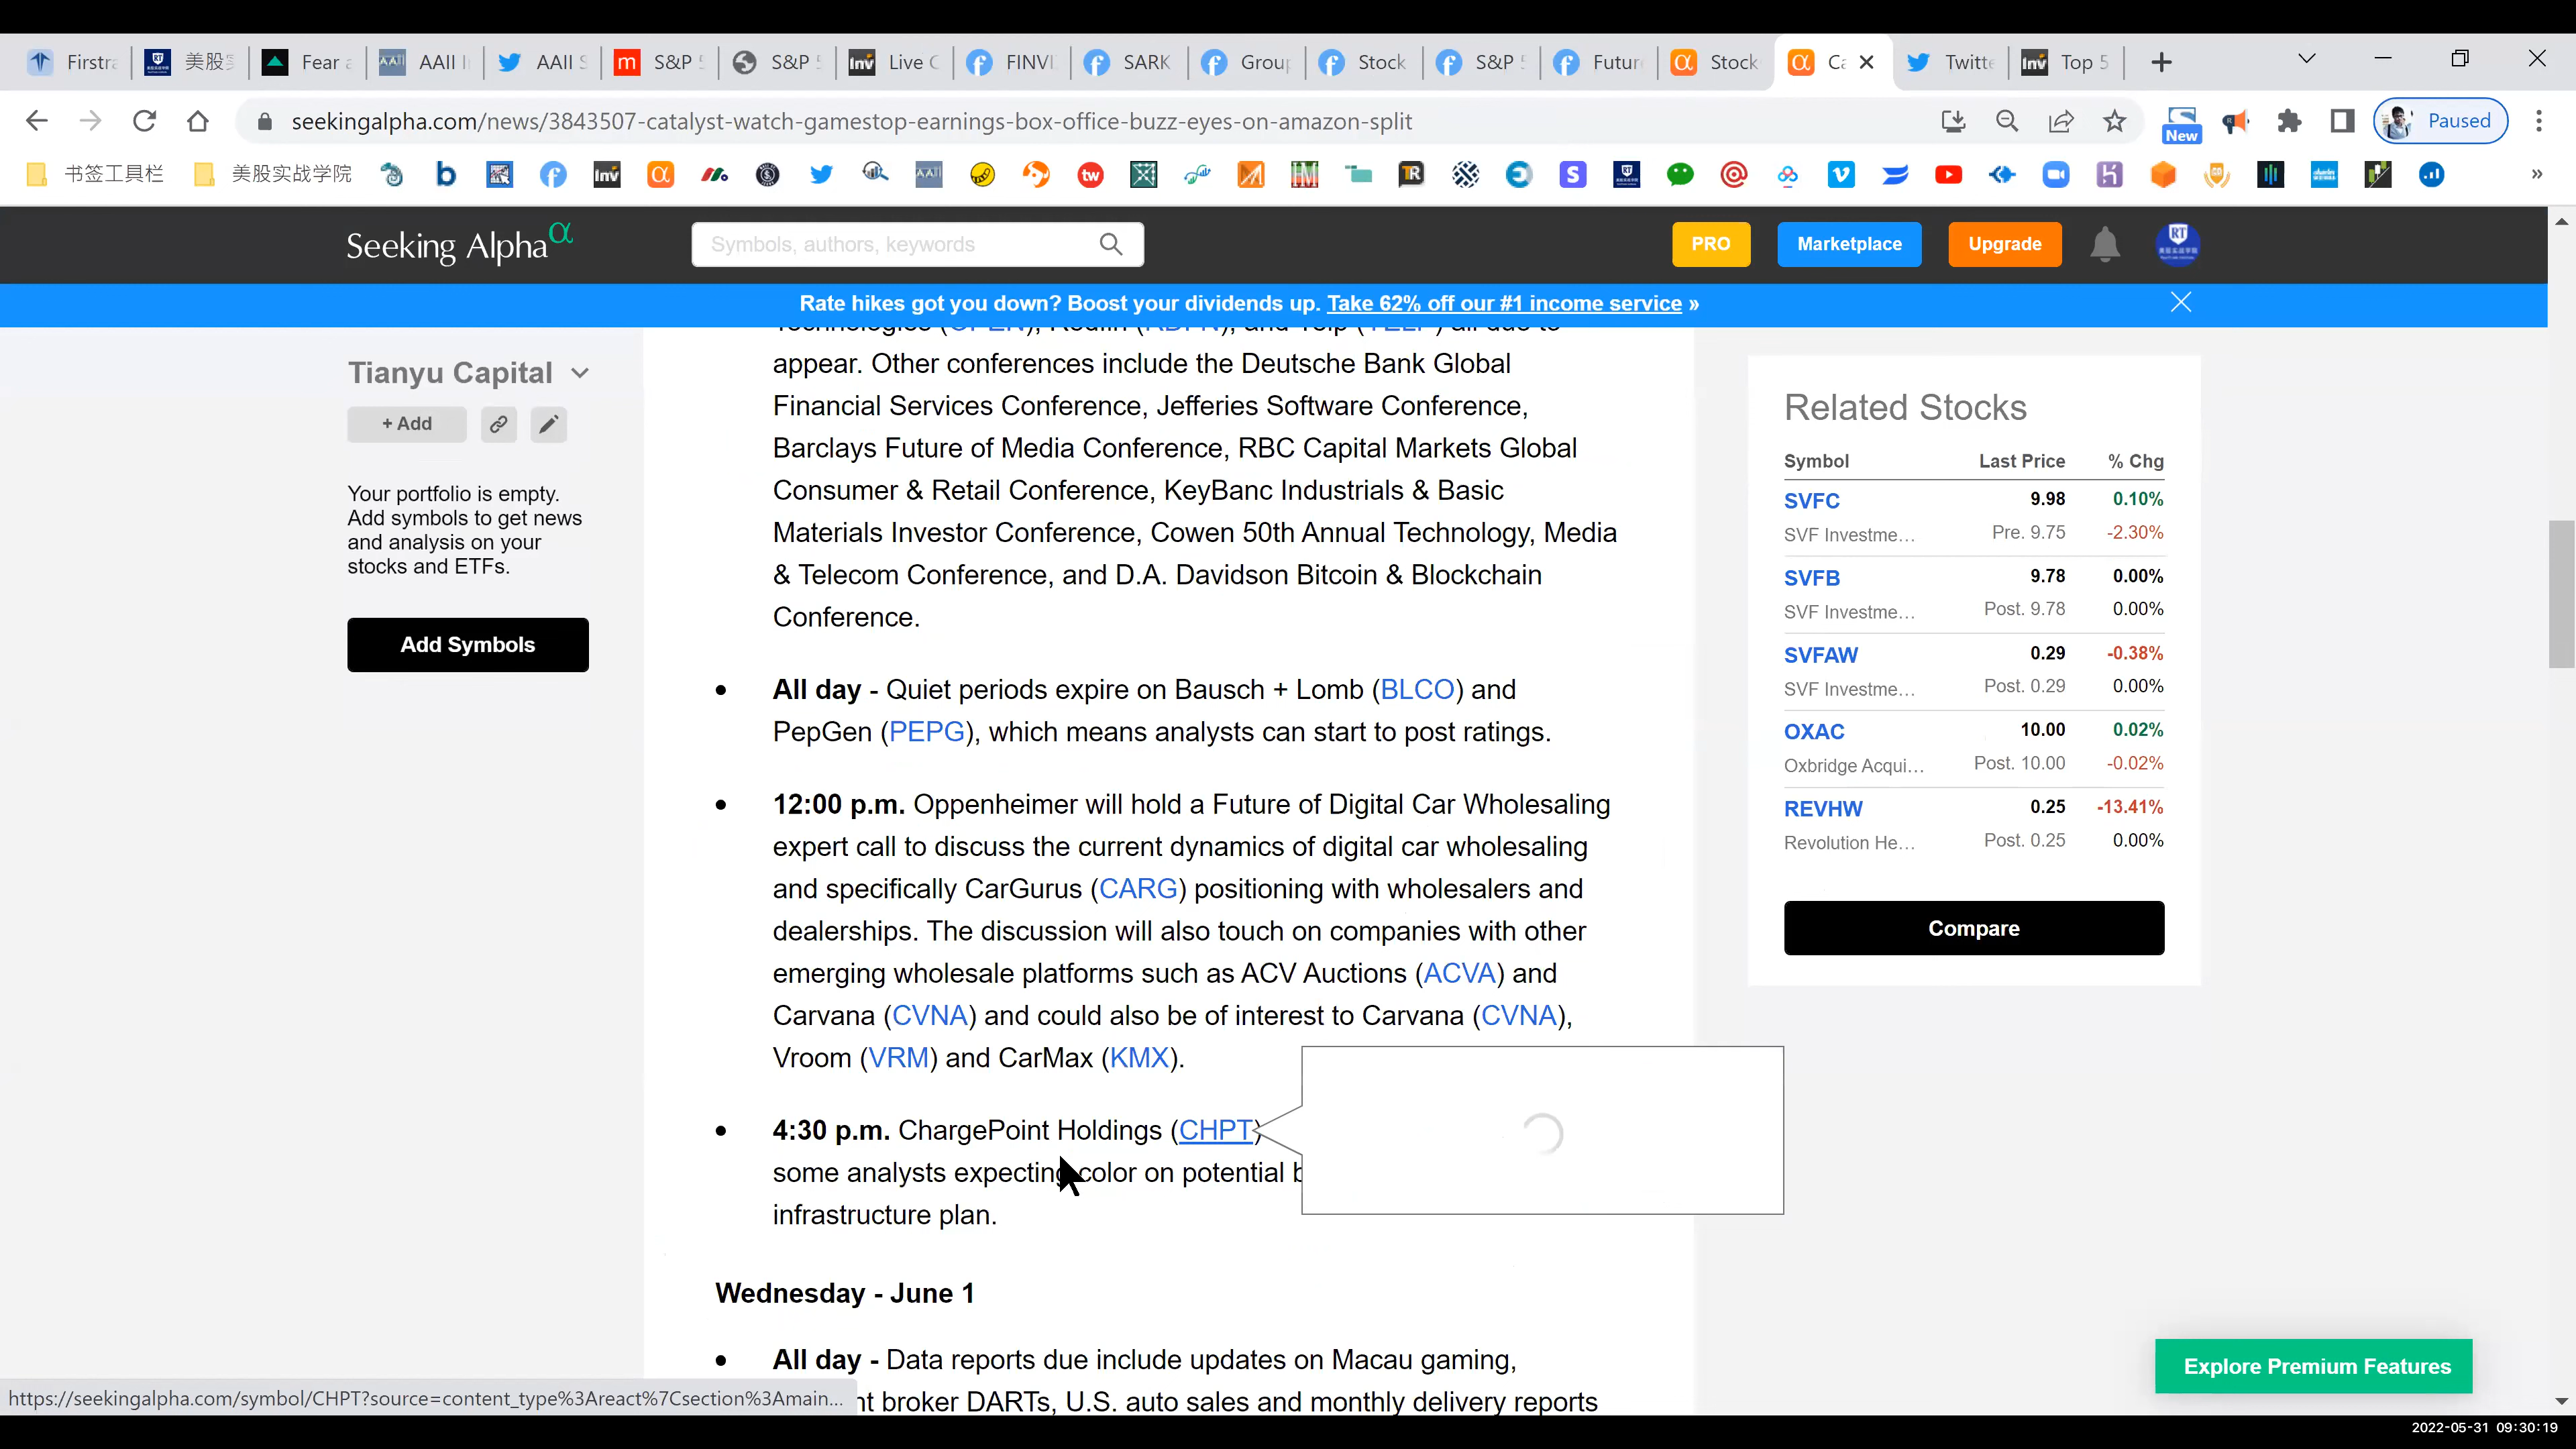 Firstra
美股实
Fear a
AAII I
AAII S
S&P 5
S&P 5
Live C
FINVI
SARK
Group
Stock
S&P 5
Future
Stock
Ca
Twitte
Top 5
seekingalpha.com/news/3843507-catalyst-watch-gamestop-earnings-box-office-buzz-eyes-on-amazon-split
New
Paused
书签工具栏
美股实战学院
Seeking Alpha α
Symbols, authors, keywords
PRO
Marketplace
Upgrade
Rate hikes got you down? Boost your dividends up. Take 62% off our #1 income service »
Tianyu Capital
+ Add
Your portfolio is empty.
Add symbols to get news
and analysis on your
stocks and ETFs.
Add Symbols
appear. Other conferences include the Deutsche Bank Global
Financial Services Conference, Jefferies Software Conference,
Barclays Future of Media Conference, RBC Capital Markets Global
Consumer & Retail Conference, KeyBanc Industrials & Basic
Materials Investor Conference, Cowen 50th Annual Technology, Media
& Telecom Conference, and D.A. Davidson Bitcoin & Blockchain
Conference.
• All day - Quiet periods expire on Bausch + Lomb (BLCO) and
PepGen (PEPG), which means analysts can start to post ratings.
• 12:00 p.m. Oppenheimer will hold a Future of Digital Car Wholesaling
expert call to discuss the current dynamics of digital car wholesaling
and specifically CarGurus (CARG) positioning with wholesalers and
dealerships. The discussion will also touch on companies with other
emerging wholesale platforms such as ACV Auctions (ACVA) and
Carvana (CVNA) and could also be of interest to Carvana (CVNA),
Vroom (VRM) and CarMax (KMX).
• 4:30 p.m. ChargePoint Holdings (CHPT)
some analysts expecting color on potential b
infrastructure plan.
Wednesday - June 1
• All day - Data reports due include updates on Macau gaming,
nt broker DARTs, U.S. auto sales and monthly delivery reports
Related Stocks
Symbol Last Price % Chg
SVFC 9.98 0.10%
SVF Investme... Pre. 9.75 -2.30%
SVFB 9.78 0.00%
SVF Investme... Post. 9.78 0.00%
SVFAW 0.29 -0.38%
SVF Investme... Post. 0.29 0.00%
OXAC 10.00 0.02%
Oxbridge Acqui... Post. 10.00 -0.02%
REVHW 0.25 -13.41%
Revolution He... Post. 0.25 0.00%
Compare
Explore Premium Features
https://seekingalpha.com/symbol/CHPT?source=content_type%3Areact%7Csection%3Amain...
2022-05-31 09:30:19